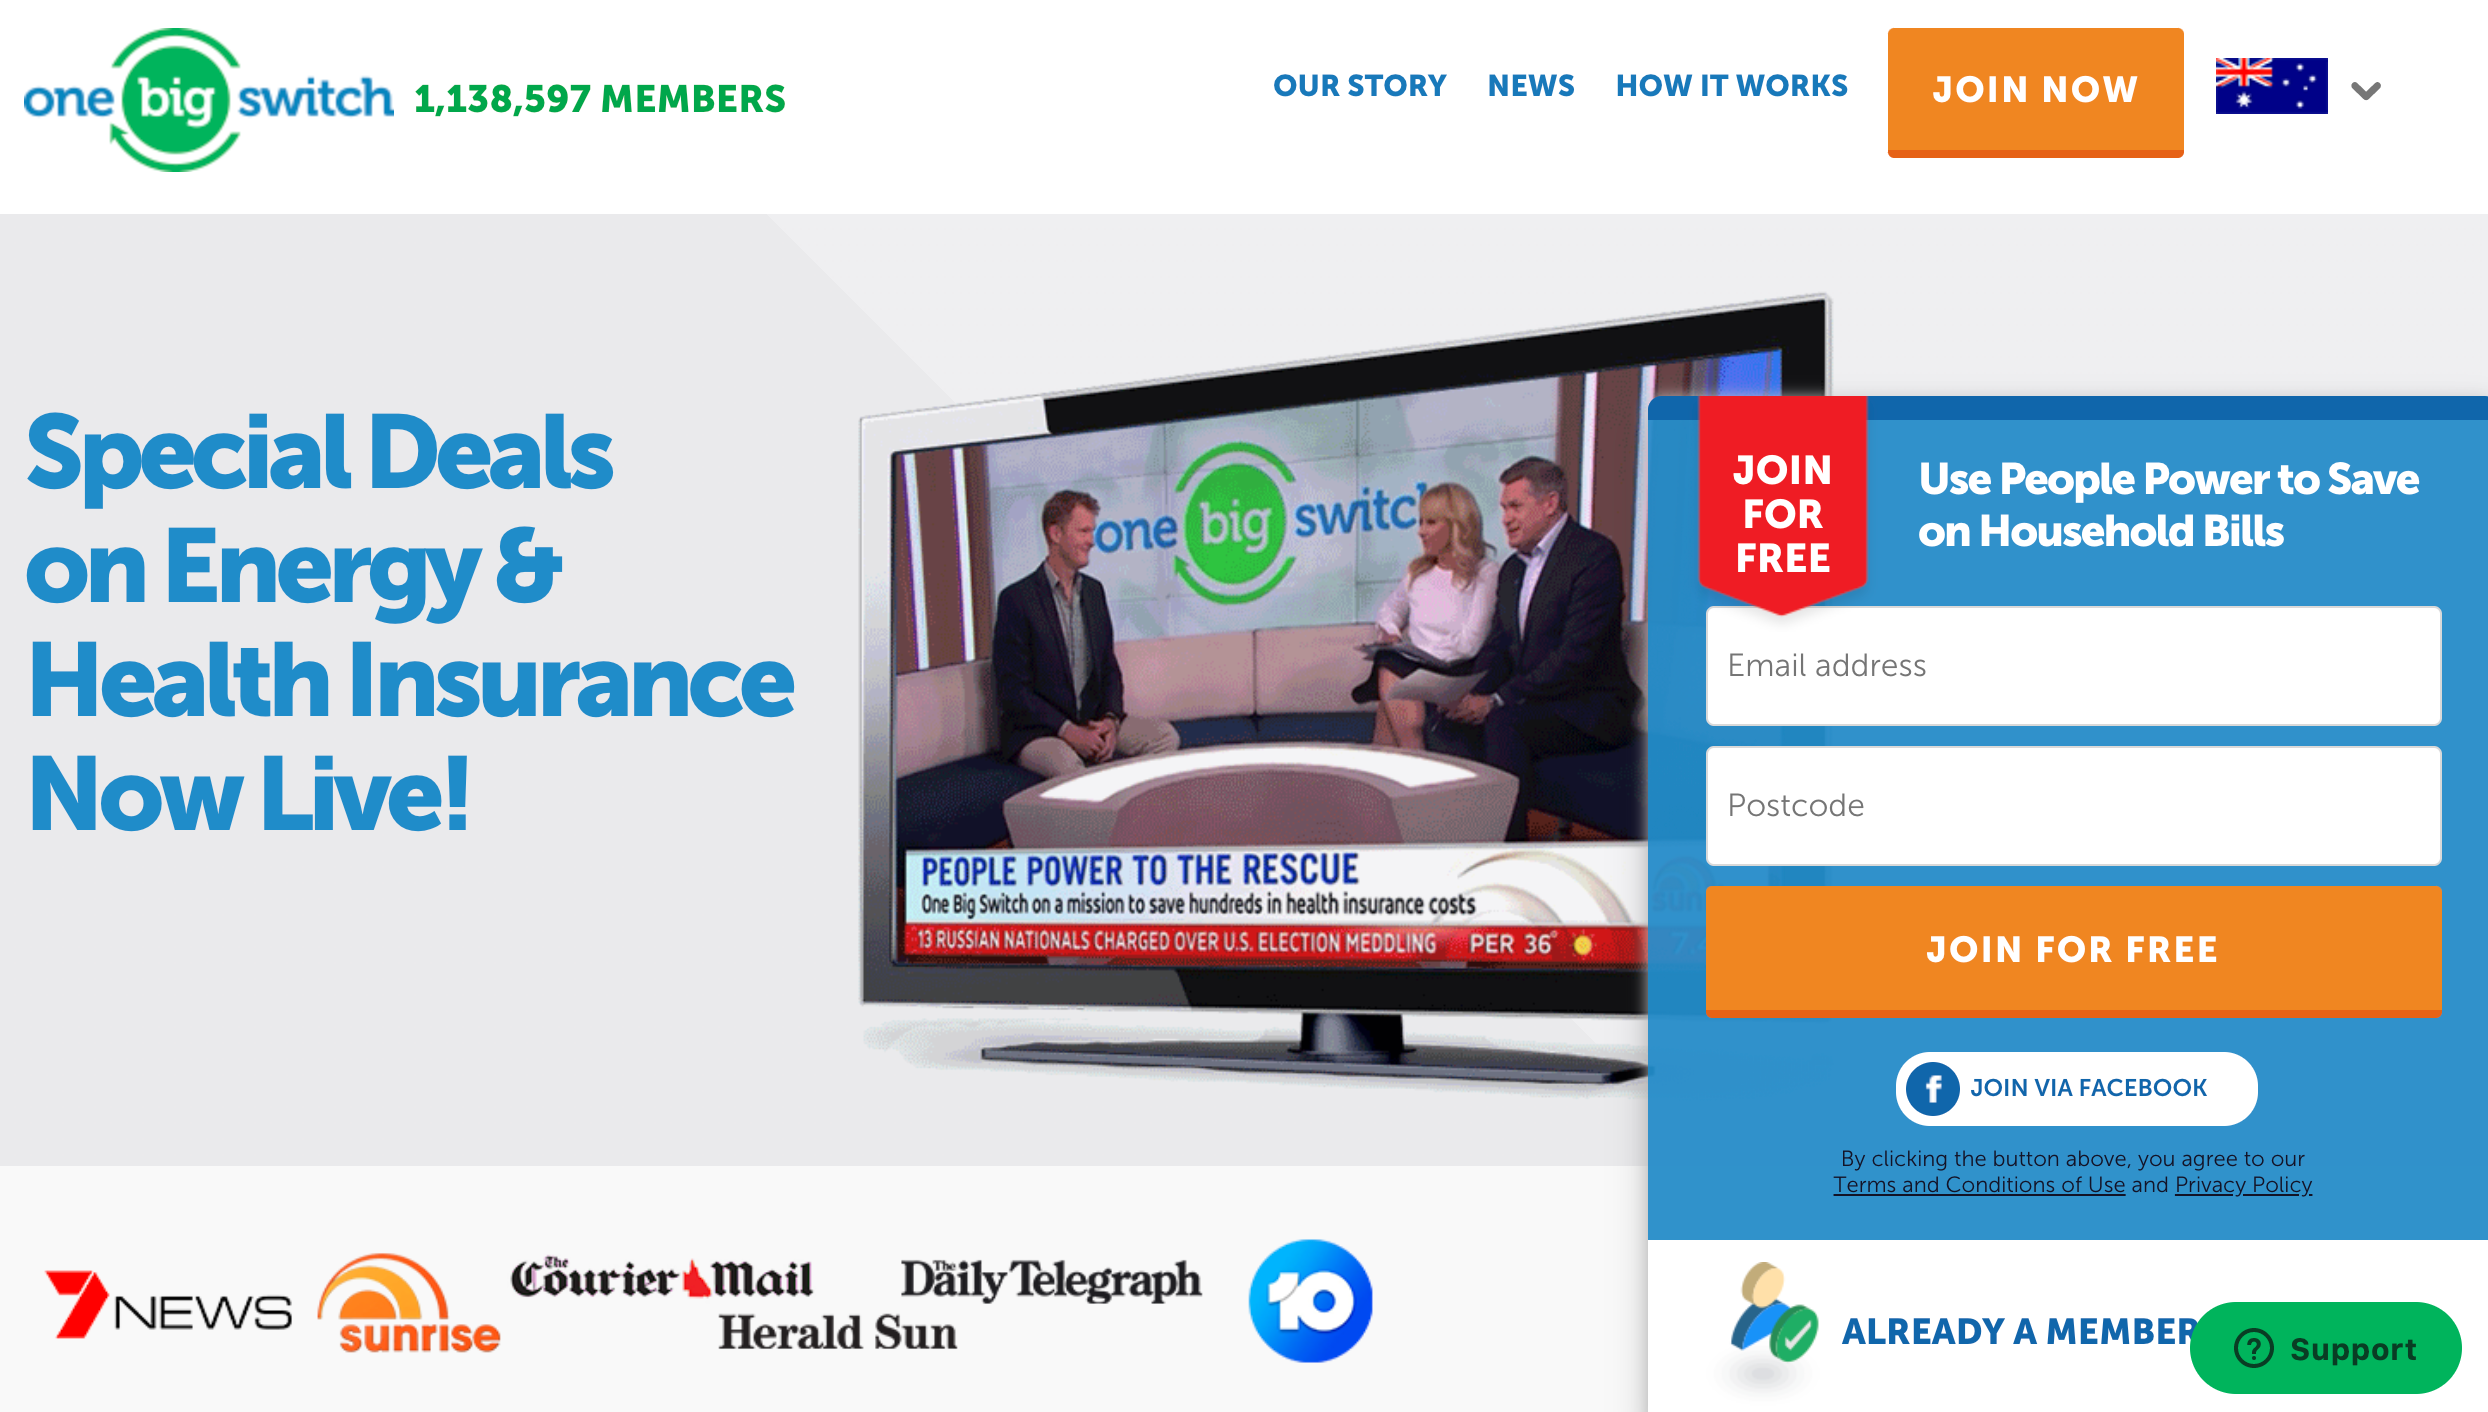 one big switch
1,138,597 MEMBERS
OUR STORY
NEWS
HOW IT WORKS
JOIN NOW
Special Deals
on Energy &
Health Insurance
Now Live!
one big switch
PEOPLE POWER TO THE RESCUE
One Big Switch on a mission to save hundreds in health insurance costs
13 RUSSIAN NATIONALS CHARGED OVER U.S. ELECTION MEDDLING PER 36°
JOIN
FOR
FREE
Use People Power to Save
on Household Bills
Email address
Postcode
JOIN FOR FREE
f JOIN VIA FACEBOOK
By clicking the button above, you agree to our
Terms and Conditions of Use and Privacy Policy
7NEWS
sunrise
The Courier Mail
The Daily Telegraph
Herald Sun
10
ALREADY A MEMBER
? Support